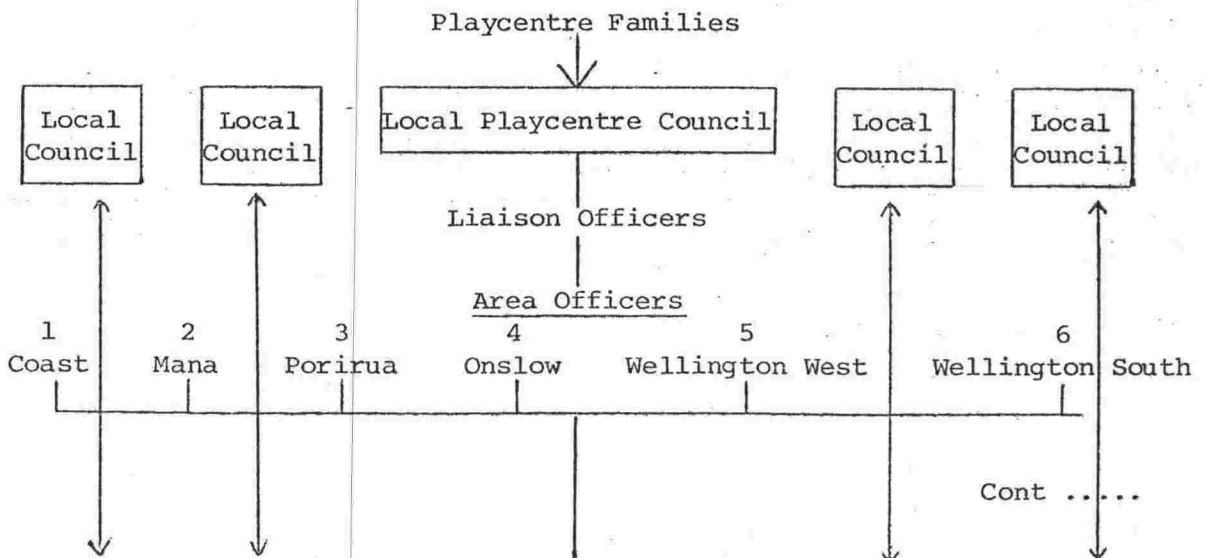 Playcentre Families
Local
Council
Local
Council
Local Playcentre Council
Local
Council
Local
Council
Liaison Officers
Area Officers
1 2 3 4 5 6
Coast Mana Porirua Onslow Wellington West Wellington South
Cont .....